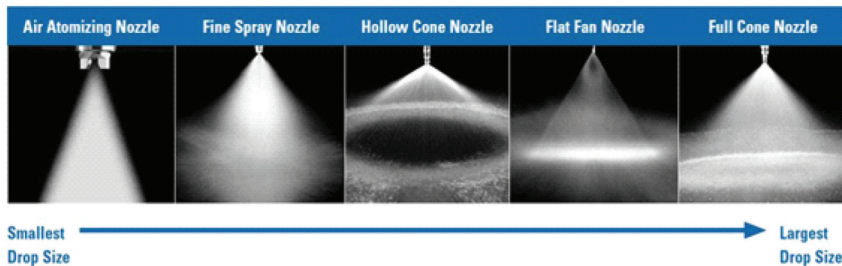 Air Atomizing Nozzle
Fine Spray Nozzle
Hollow Cone Nozzle
Flat Fan Nozzle
Full Cone Nozzle
Smallest
Drop Size
Largest
Drop Size